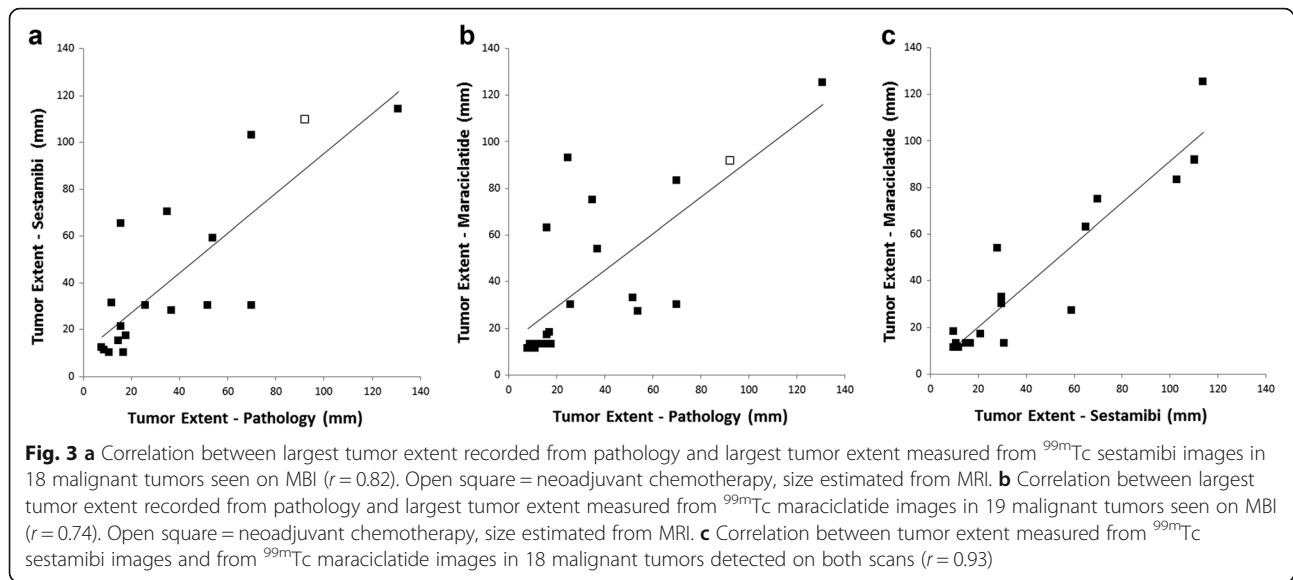 a
140
120
100
80
60
40
20
0
0 20 40 60 80 100 120 140
Tumor Extent - Sestamibi (mm)
Tumor Extent - Pathology (mm)
b
140
120
100
80
60
40
20
0
0 20 40 60 80 100 120 140
Tumor Extent - Maraciclatide (mm)
Tumor Extent - Pathology (mm)
c
140
120
100
80
60
40
20
0
0 20 40 60 80 100 120 140
Tumor Extent - Maraciclatide (mm)
Tumor Extent - Sestamibi (mm)
Fig. 3 a Correlation between largest tumor extent recorded from pathology and largest tumor extent measured from ⁹⁹ᵐTc sestamibi images in
18 malignant tumors seen on MBI (r = 0.82). Open square = neoadjuvant chemotherapy, size estimated from MRI. b Correlation between largest
tumor extent recorded from pathology and largest tumor extent measured from ⁹⁹ᵐTc maraciclatide images in 19 malignant tumors seen on MBI
(r = 0.74). Open square = neoadjuvant chemotherapy, size estimated from MRI. c Correlation between tumor extent measured from ⁹⁹ᵐTc
sestamibi images and from ⁹⁹ᵐTc maraciclatide images in 18 malignant tumors detected on both scans (r = 0.93)